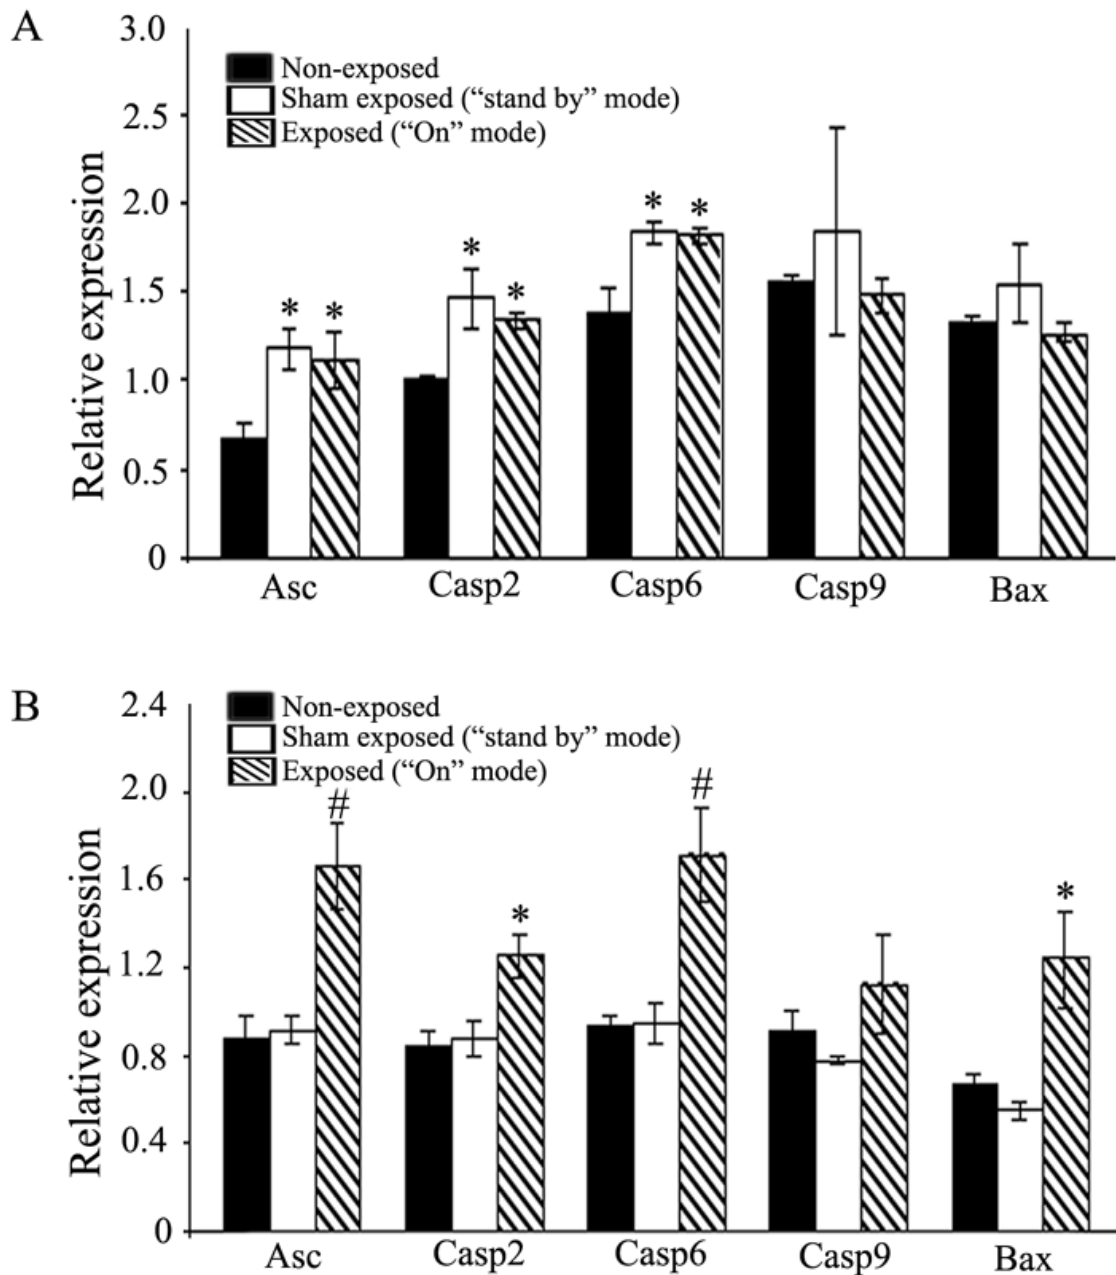 A
3.0
Non-exposed
Sham exposed (“stand by” mode)
Exposed (“On” mode)
2.5
2.0
1.5
1.0
0.5
0
Relative expression
* * * * * *
Asc Casp2 Casp6 Casp9 Bax
B
2.4
Non-exposed
Sham exposed (“stand by” mode)
Exposed (“On” mode)
2.0
1.6
1.2
0.8
0.4
0
Relative expression
# * # *
Asc Casp2 Casp6 Casp9 Bax